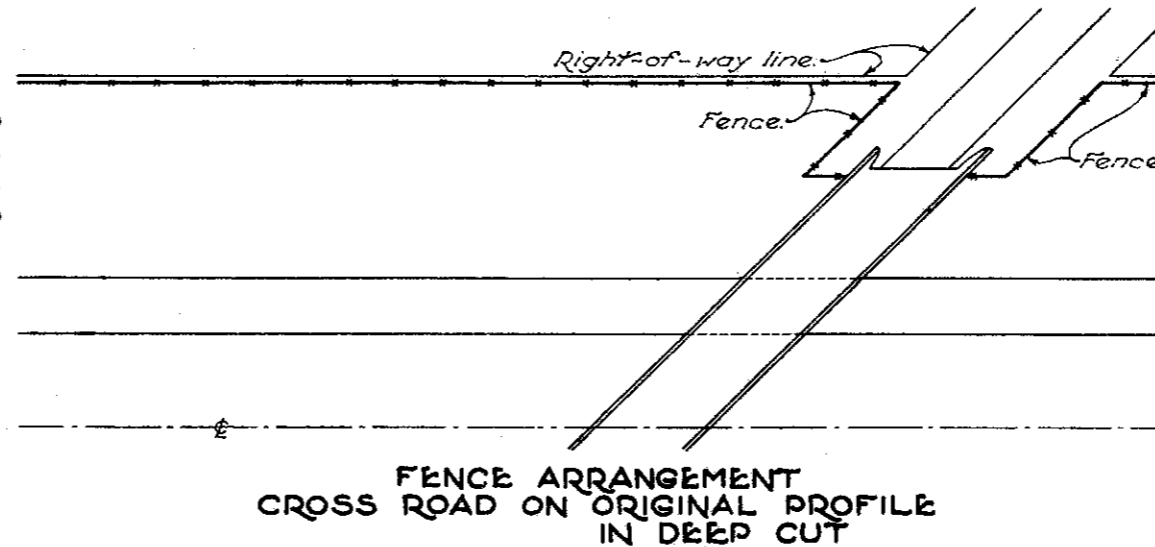 Right-of-way line.
Fence.
Fence
℄
FENCE ARRANGEMENT
CROSS ROAD ON ORIGINAL PROFILE
IN DEEP CUT